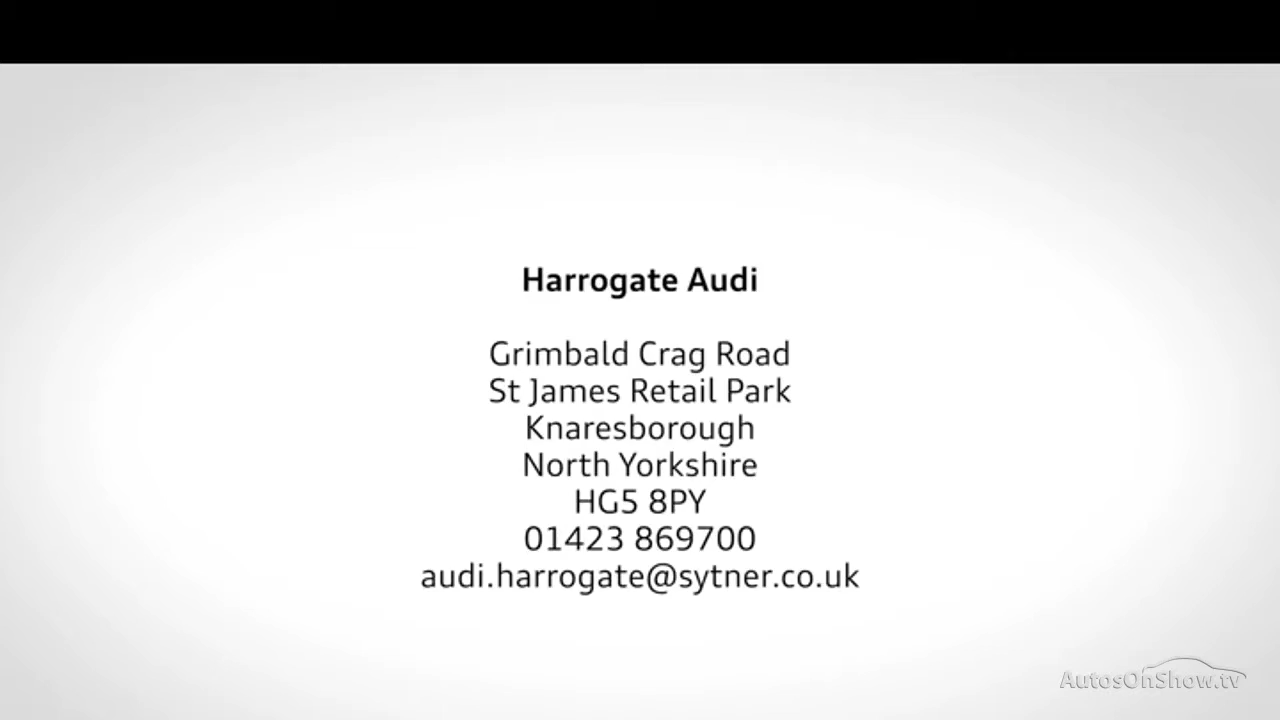 Harrogate Audi
Grimbald Crag Road
St James Retail Park
Knaresborough
North Yorkshire
HG5 8PY
01423 869700
audi.harrogate@sytner.co.uk
AutosOnShow.tv